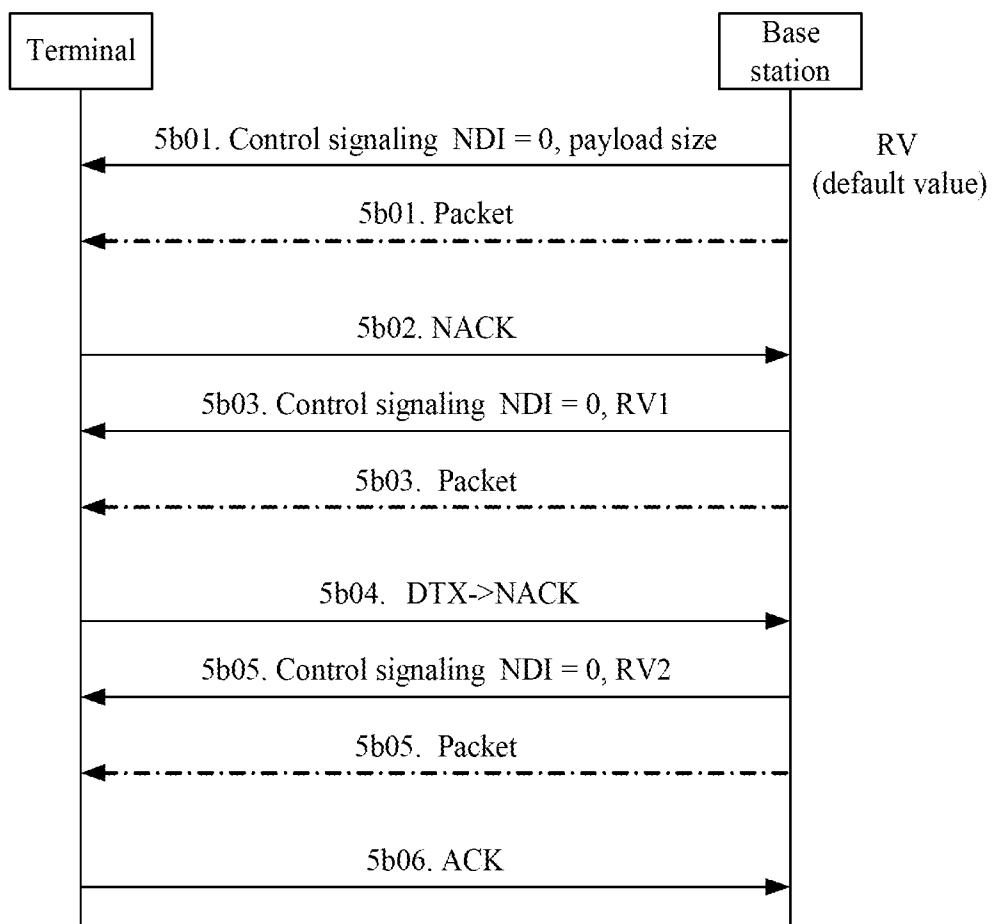 Terminal
Base
station
5b01. Control signaling NDI = 0, payload size
RV
(default value)
5b01. Packet
5b02. NACK
5b03. Control signaling NDI = 0, RV1
5b03. Packet
5b04. DTX->NACK
5b05. Control signaling NDI = 0, RV2
5b05. Packet
5b06. ACK